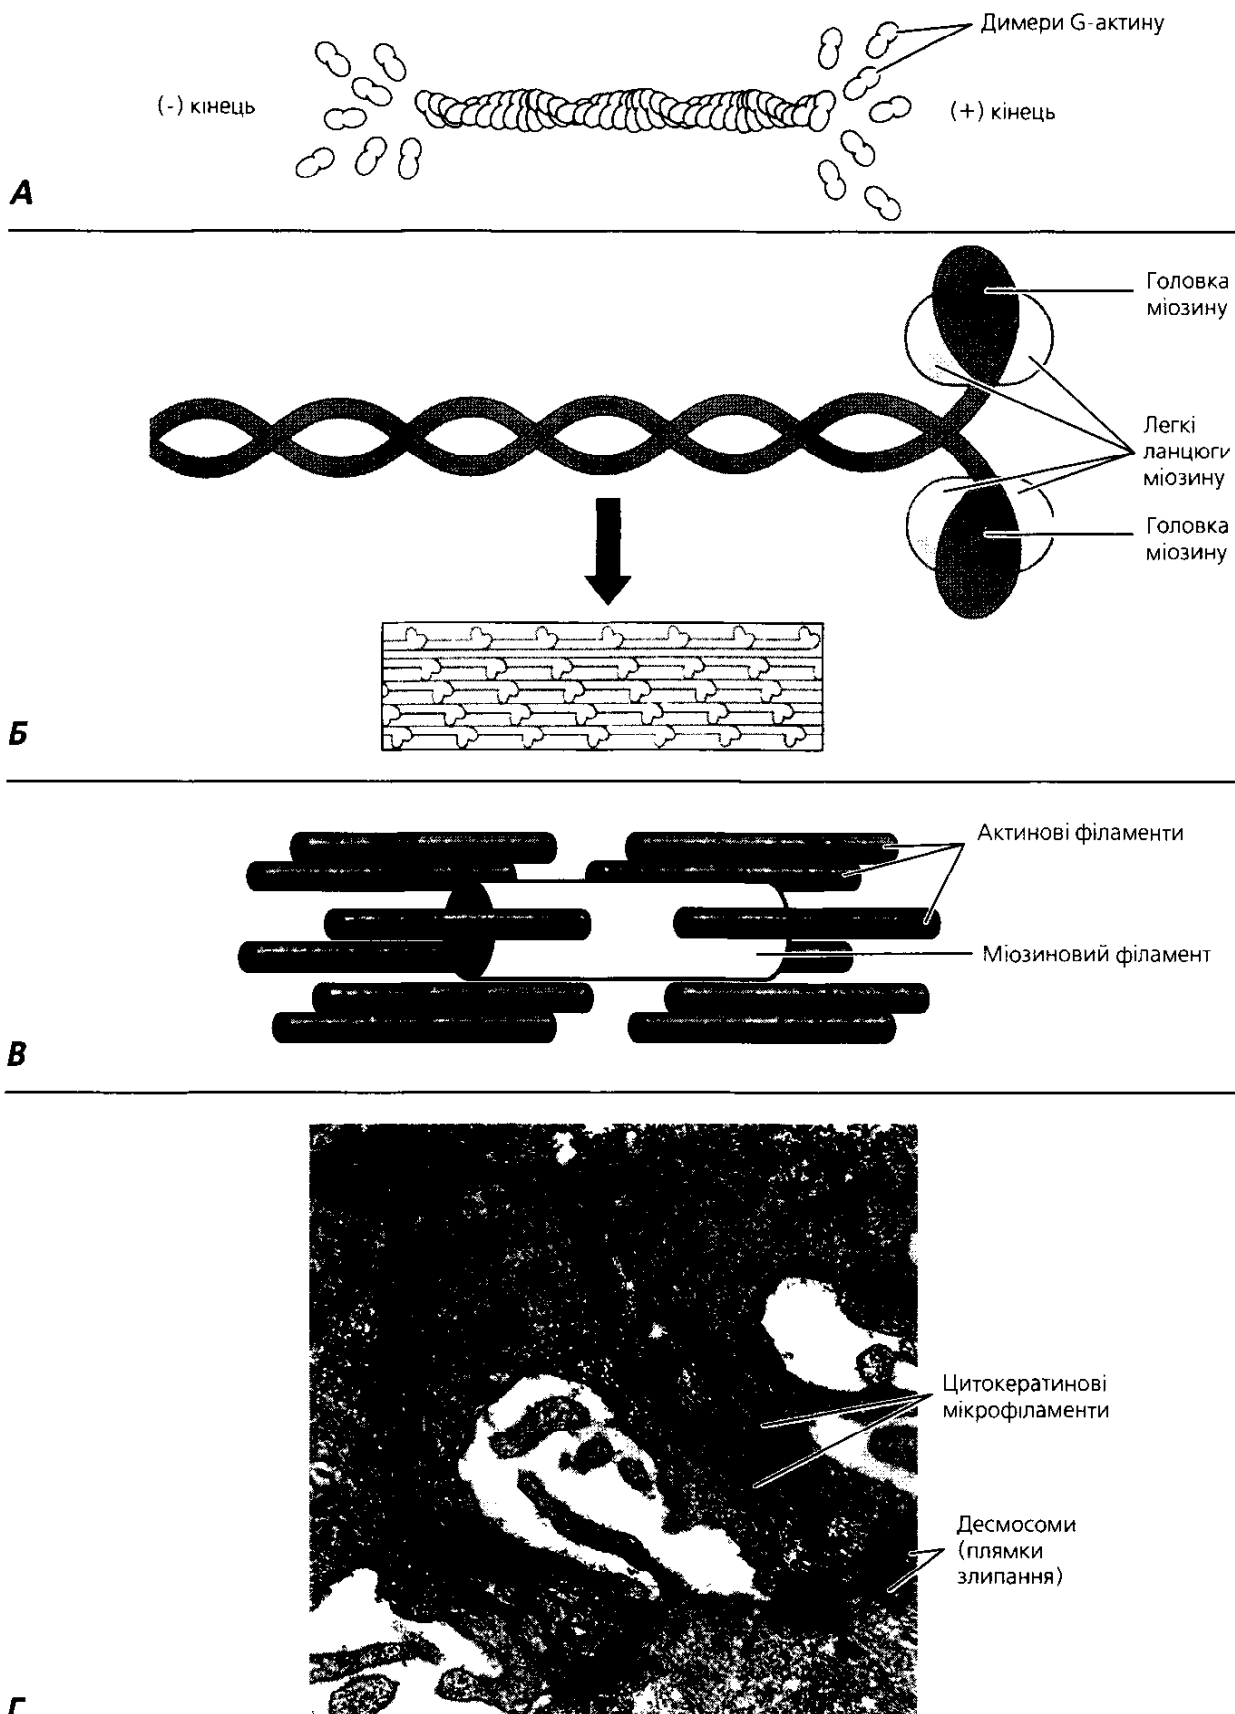 Димери G-актину
(-) кінець
(+) кінець
А
Головка
міозину
Легкі
ланцюги
міозину
Головка
міозину
Б
Актинові філаменти
Міозиновий філамент
В
Цитокератинові
мікрофіламенти
Десмосоми
(плямки
злипання)
Г